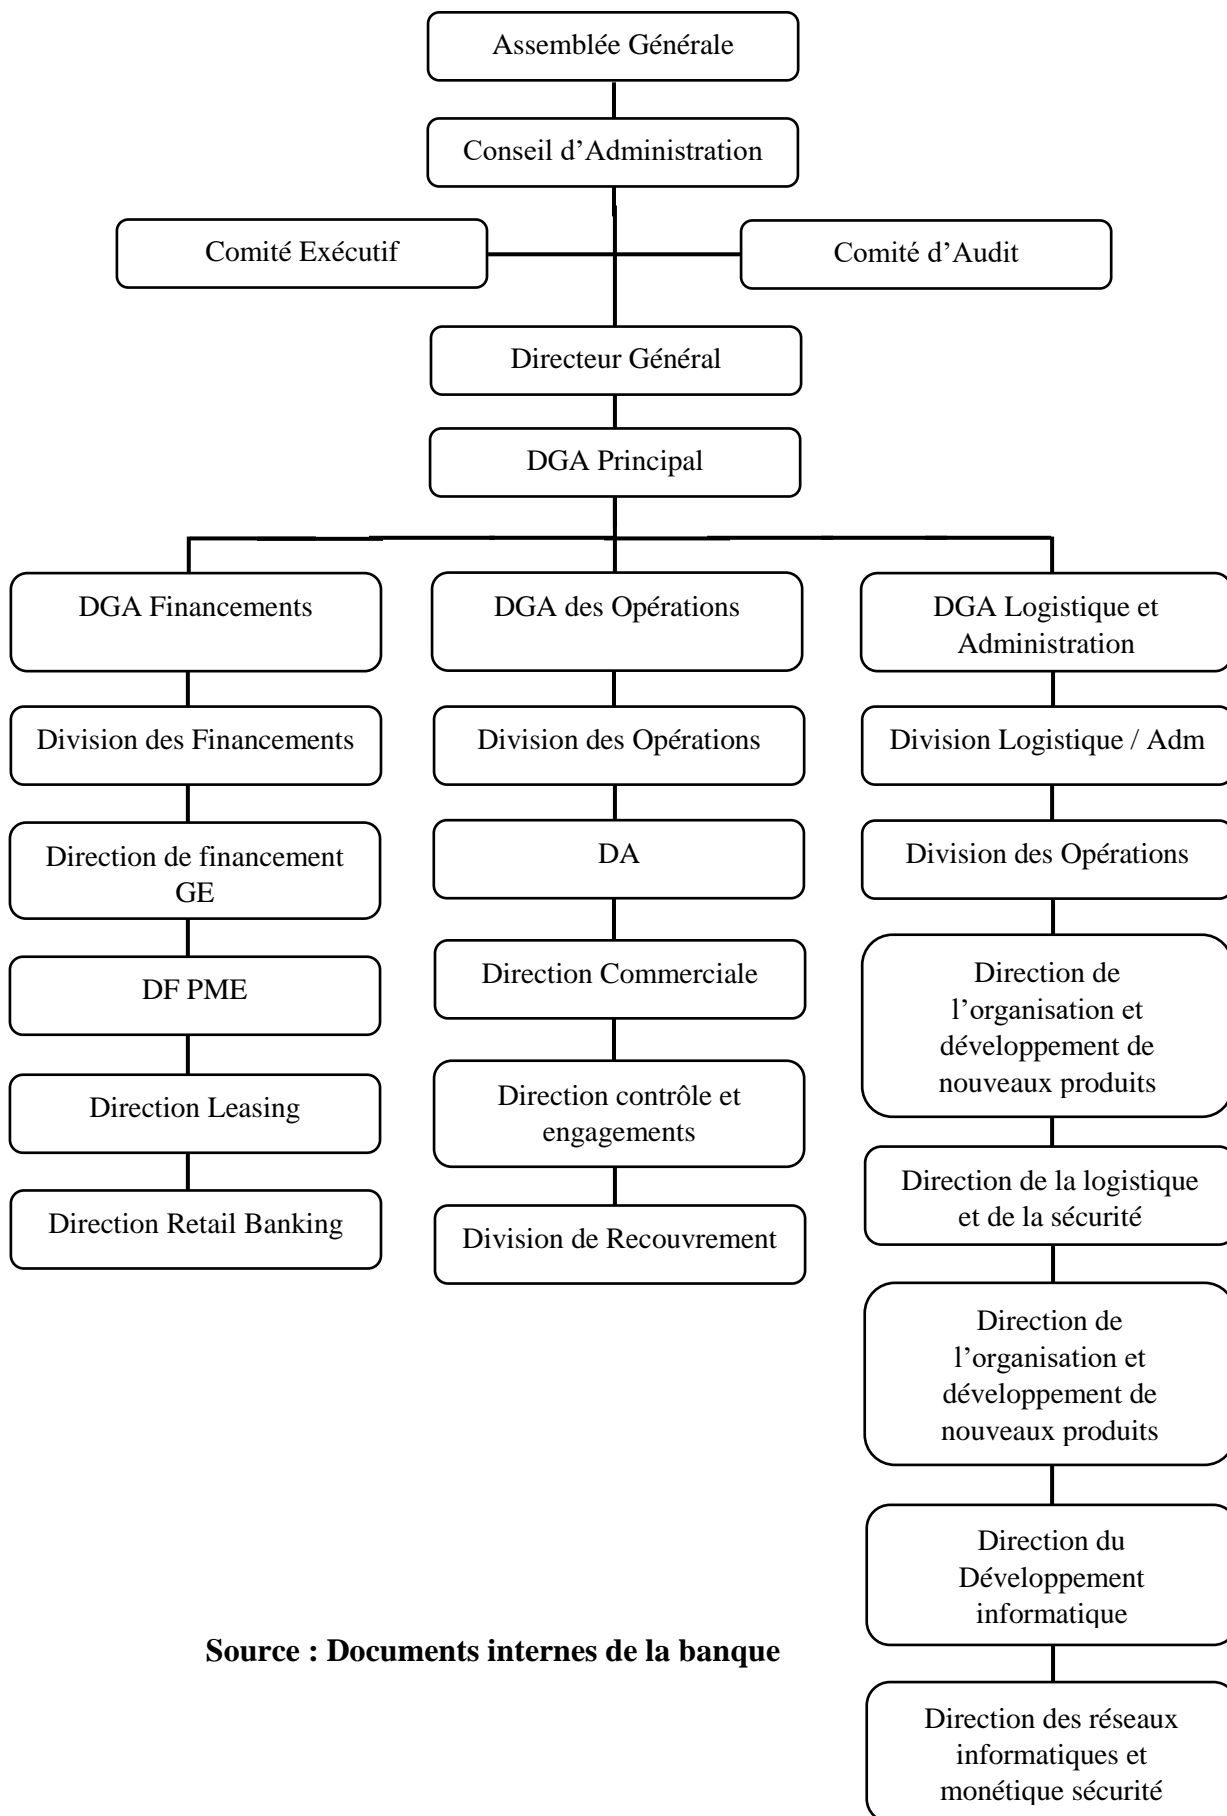 Assemblée Générale
Conseil d’Administration
Comité Exécutif
Comité d’Audit
Directeur Général
DGA Principal
DGA Financements
Division des Financements
Direction de financement
GE
DF PME
Direction Leasing
Direction Retail Banking
DGA des Opérations
Division des Opérations
DA
Direction Commerciale
Direction contrôle et
engagements
Division de Recouvrement
DGA Logistique et
Administration
Division Logistique / Adm
Division des Opérations
Direction de
l’organisation et
développement de
nouveaux produits
Direction de la logistique
et de la sécurité
Direction de
l’organisation et
développement de
nouveaux produits
Direction du
Développement
informatique
Direction des réseaux
informatiques et
monétique sécurité
Source : Documents internes de la banque